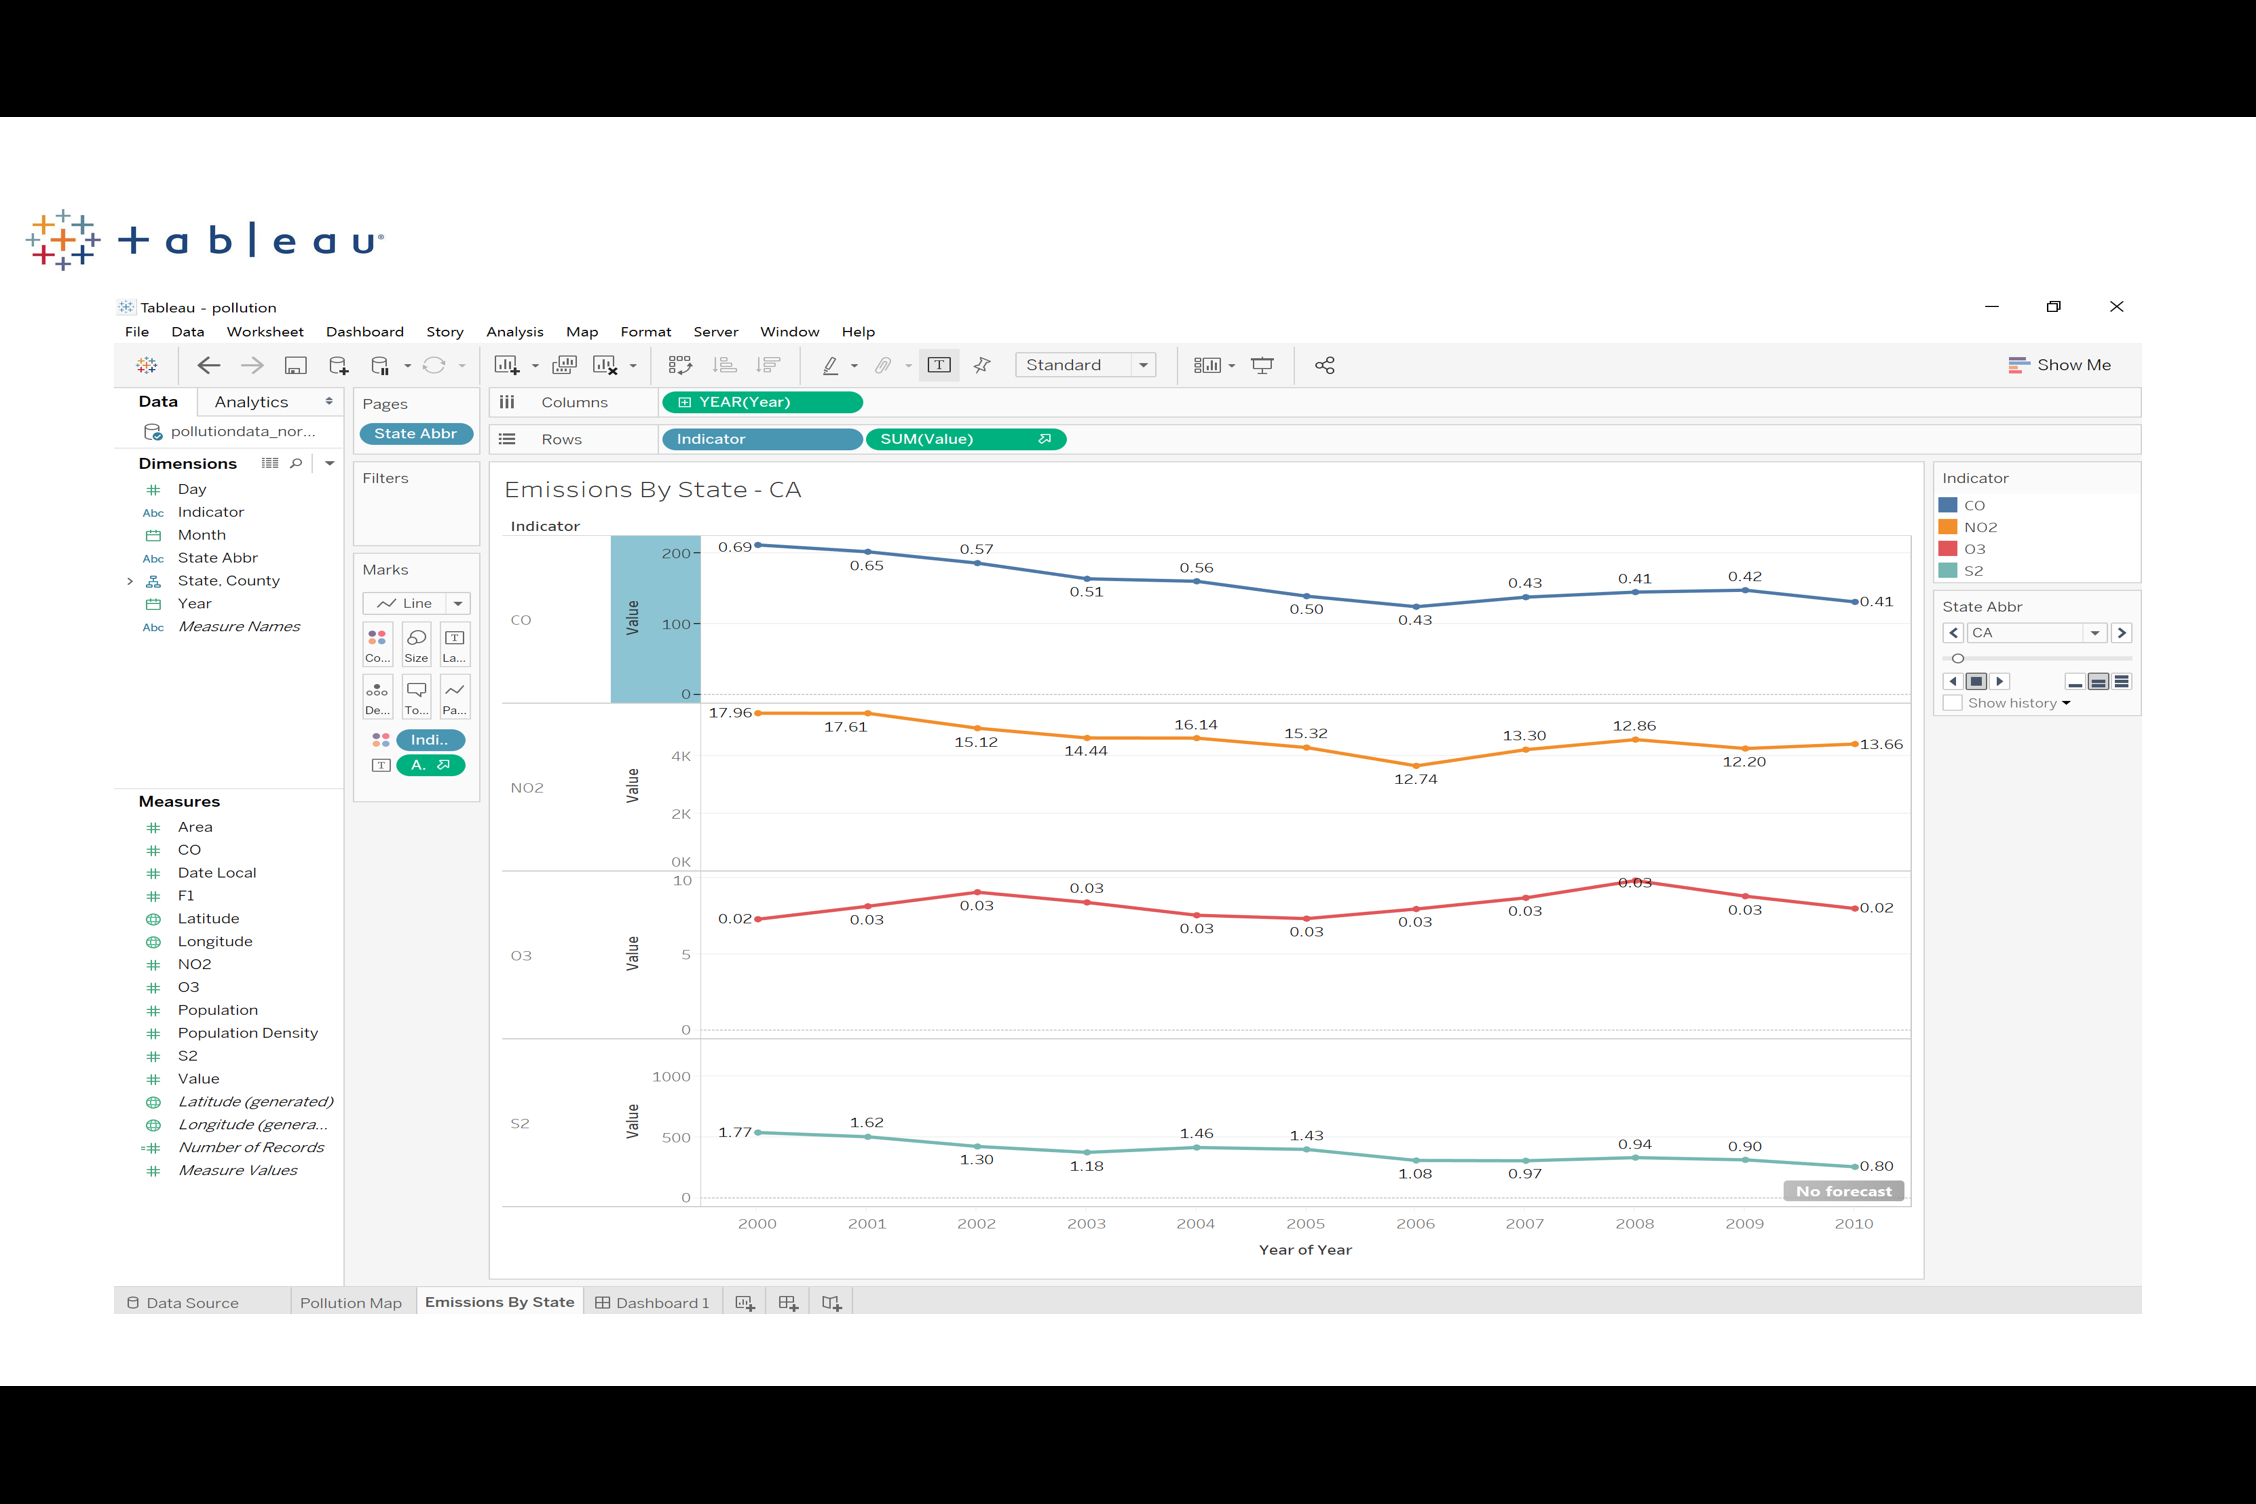 + a b | e a u®
Tableau - pollution
File Data Worksheet Dashboard Story Analysis Map Format Server Window Help
Standard
Show Me
Data Analytics
pollutiondata_nor...
Dimensions
Day
Abc Indicator
Month
Abc State Abbr
State, County
Year
Abc Measure Names
Measures
Area
CO
Date Local
F1
Latitude
Longitude
NO2
O3
Population
Population Density
S2
Value
Latitude (generated)
Longitude (genera...
Number of Records
Measure Values
Pages
State Abbr
Filters
Marks
Line
Co... Size La...
De... To... Pa...
Indi..
A.
Columns YEAR(Year)
Rows Indicator SUM(Value)
Emissions By State - CA
Indicator
CO
Value
200
100
0
0.69 0.65 0.57 0.51 0.56 0.50 0.43 0.43 0.41 0.42 0.41
NO2
Value
4K
2K
0K
17.96 17.61 15.12 14.44 16.14 15.32 12.74 13.30 12.86 12.20 13.66
O3
Value
10
5
0
0.02 0.03 0.03 0.03 0.03 0.03 0.03 0.03 0.03 0.03 0.02
S2
Value
1000
500
0
1.77 1.62 1.30 1.18 1.46 1.43 1.08 0.97 0.94 0.90 0.80
No forecast
2000 2001 2002 2003 2004 2005 2006 2007 2008 2009 2010
Year of Year
Indicator
CO
NO2
O3
S2
State Abbr
CA
Show history
Data Source Pollution Map Emissions By State Dashboard 1